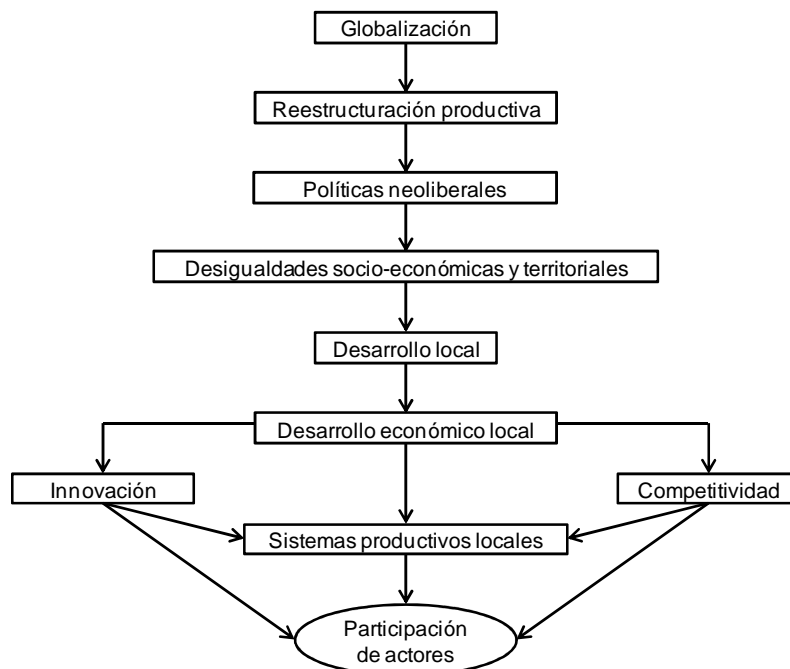 Globalización
Reestructuración productiva
Políticas neoliberales
Desigualdades socio-económicas y territoriales
Desarrollo local
Desarrollo económico local
Innovación
Competitividad
Sistemas productivos locales
Participación
de actores